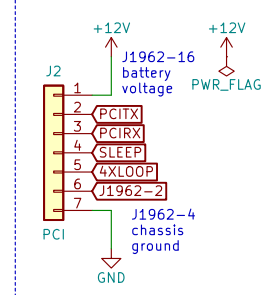 +12V
+12V
J1962-16
battery
voltage
PWR_FLAG
J2
1
2
PCITX
3
PCIRX
4
SLEEP
5
4XLOOP
6
J1962-2
7
J1962-4
chassis
ground
PCI
GND